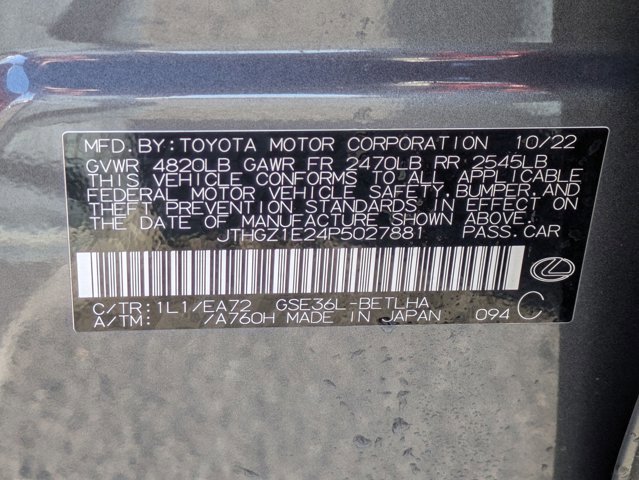 MFD. BY: TOYOTA MOTOR CORPORATION 10/22
GVWR 4820LB GAWR FR 2470LB RR 2545LB
THIS VEHICLE CONFORMS TO ALL APPLICABLE
FEDERAL MOTOR VEHICLE SAFETY, BUMPER, AND
THEFT PREVENTION STANDARDS IN EFFECT ON
THE DATE OF MANUFACTURE SHOWN ABOVE.
JTHGZ1E24P5027881 PASS. CAR
C/TR: 1L1/EA72 GSE36L-BETLHA
A/TM: /A760H MADE IN JAPAN 094 C